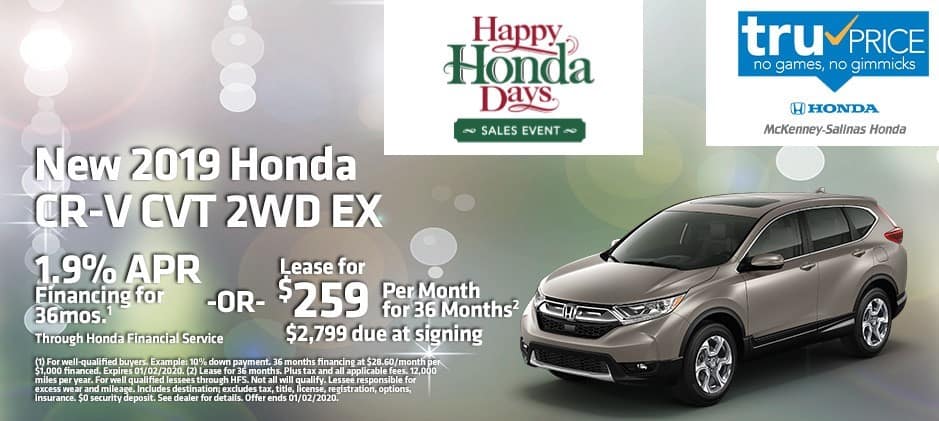 Happy
Honda
Days.
SALES EVENT
tru PRICE
no games, no gimmicks
HONDA
McKenney-Salinas Honda
New 2019 Honda
CR-V CVT 2WD EX
1.9% APR
Financing for
36mos.1
Through Honda Financial Service
-OR-
Lease for
$259 Per Month
for 36 Months2
$2,799 due at signing
(1) For well-qualified buyers. Example: 10% down payment. 36 months financing at $28.60/month per
$1,000 financed. Expires 01/02/2020. (2) Lease for 36 months. Plus tax and all applicable fees. 12,000
miles per year. For well qualified lessees through HFS. Not all will qualify. Lessee responsible for
excess wear and mileage. Includes destination; excludes tax, title, license, registration, options,
insurance. $0 security deposit. See dealer for details. Offer ends 01/02/2020.